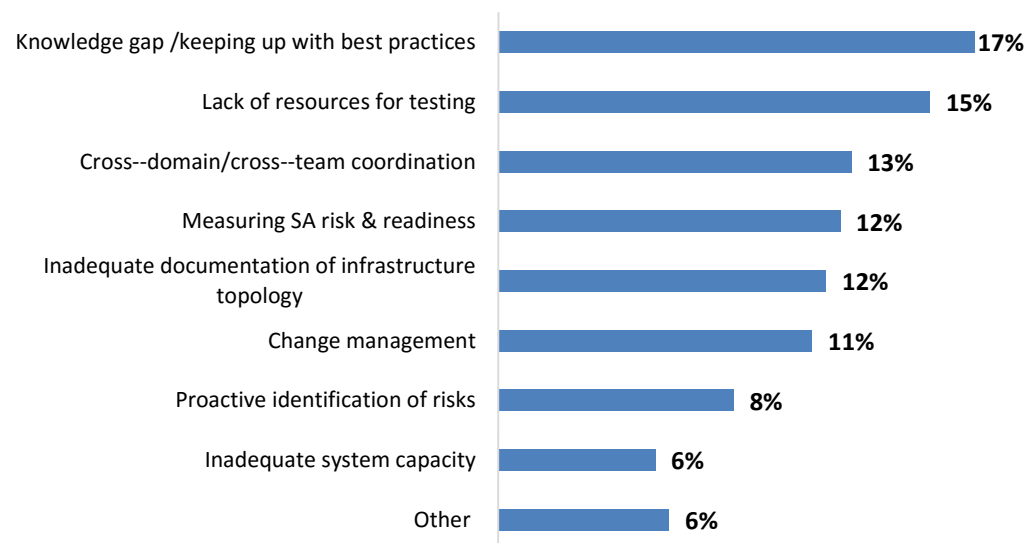 Knowledge gap /keeping up with best practices 17%
Lack of resources for testing 15%
Cross--domain/cross--team coordination 13%
Measuring SA risk & readiness 12%
Inadequate documentation of infrastructure
topology 12%
Change management 11%
Proactive identification of risks 8%
Inadequate system capacity 6%
Other 6%